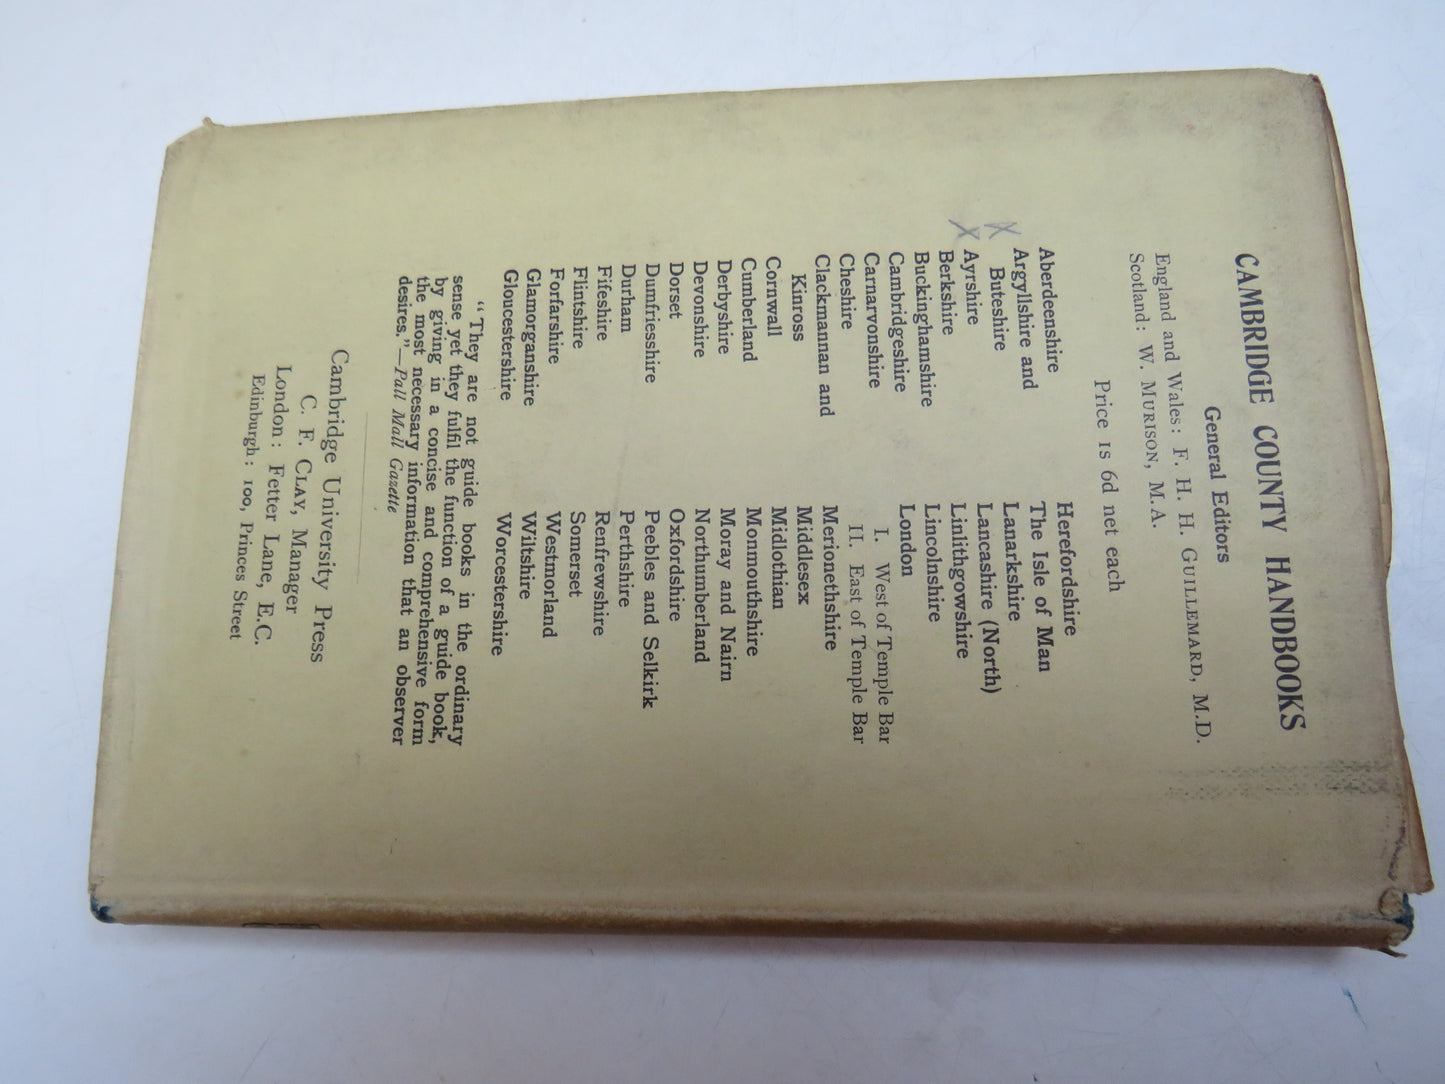 CAMBRIDGE COUNTY HANDBOOKS
General Editors
England and Wales: F. H. H. GUILLEMARD, M.D.
Scotland: W. MURISON, M.A.
Price 1s 6d net each
Aberdeenshire
Argyllshire and
Buteshire
Ayrshire
Berkshire
Buckinghamshire
Cambridgeshire
Carnarvonshire
Cheshire
Clackmannan and
Kinross
Cornwall
Cumberland
Derbyshire
Devonshire
Dorset
Dumfriesshire
Durham
Fifeshire
Flintshire
Forfarshire
Glamorganshire
Gloucestershire
Herefordshire
The Isle of Man
Lanarkshire
Lancashire (North)
Linlithgowshire
Lincolnshire
London
I. West of Temple Bar
II. East of Temple Bar
Merionethshire
Middlesex
Midlothian
Monmouthshire
Moray and Nairn
Northumberland
Oxfordshire
Peebles and Selkirk
Perthshire
Renfrewshire
Somerset
Westmorland
Wiltshire
Worcestershire
"They are not guide books in the ordinary
sense yet they fulfil the function of a guide book,
by giving in a concise and comprehensive form
the most necessary information that an observer
desires."—Pall Mall Gazette
Cambridge University Press
C. F. CLAY, Manager
London: Fetter Lane, E.C.
Edinburgh: 100, Princes Street